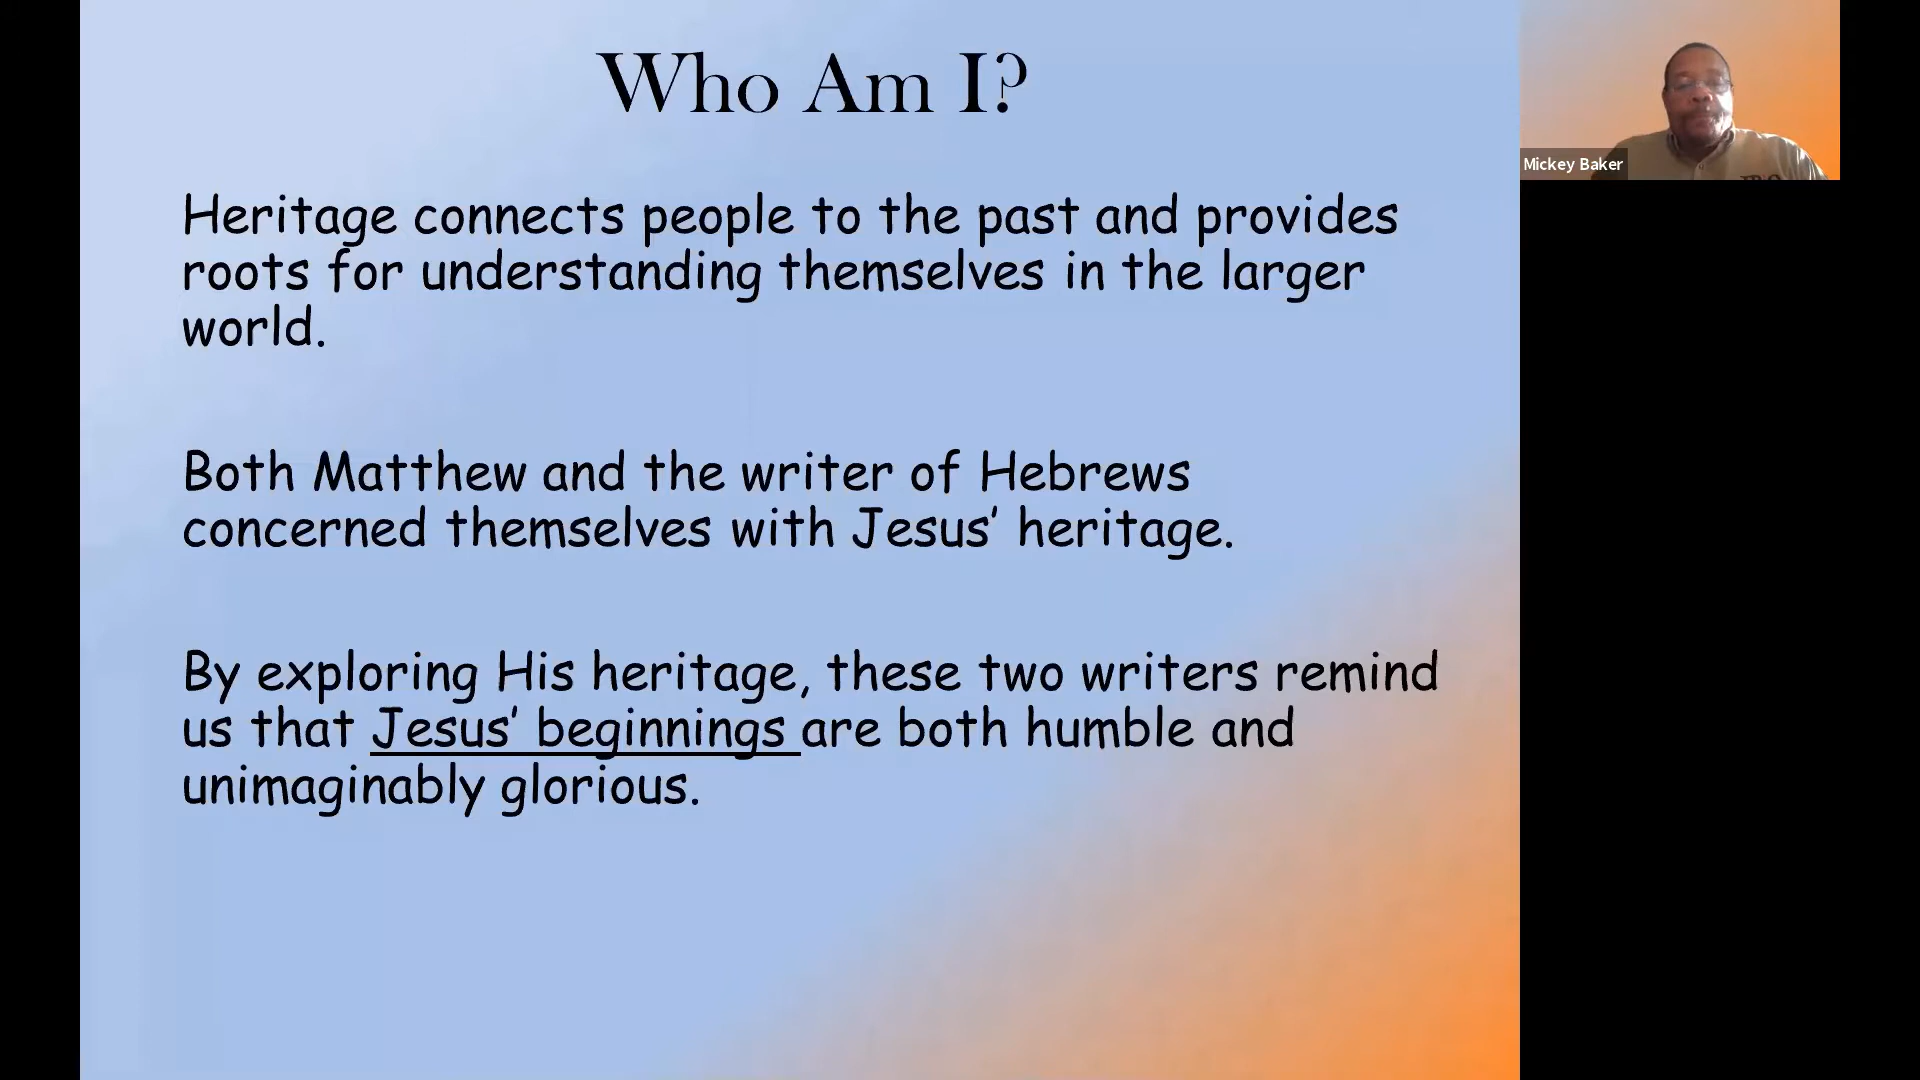 Who Am I?
Mickey Baker
Heritage connects people to the past and provides
roots for understanding themselves in the larger
world.
Both Matthew and the writer of Hebrews
concerned themselves with Jesus’ heritage.
By exploring His heritage, these two writers remind
us that Jesus’ beginnings are both humble and
unimaginably glorious.